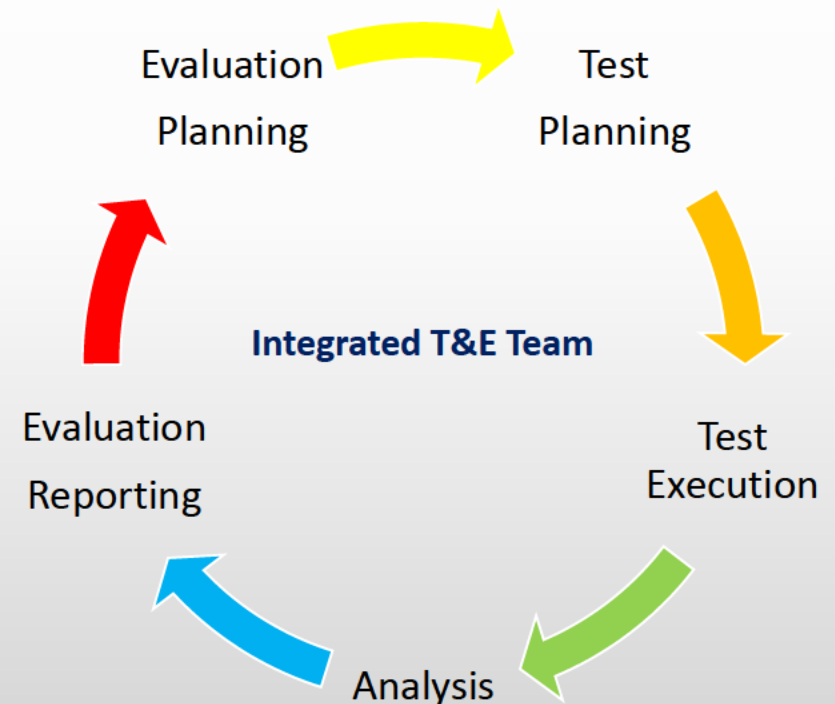 Evaluation
Planning
Test
Planning
Integrated T&E Team
Evaluation
Reporting
Test
Execution
Analysis